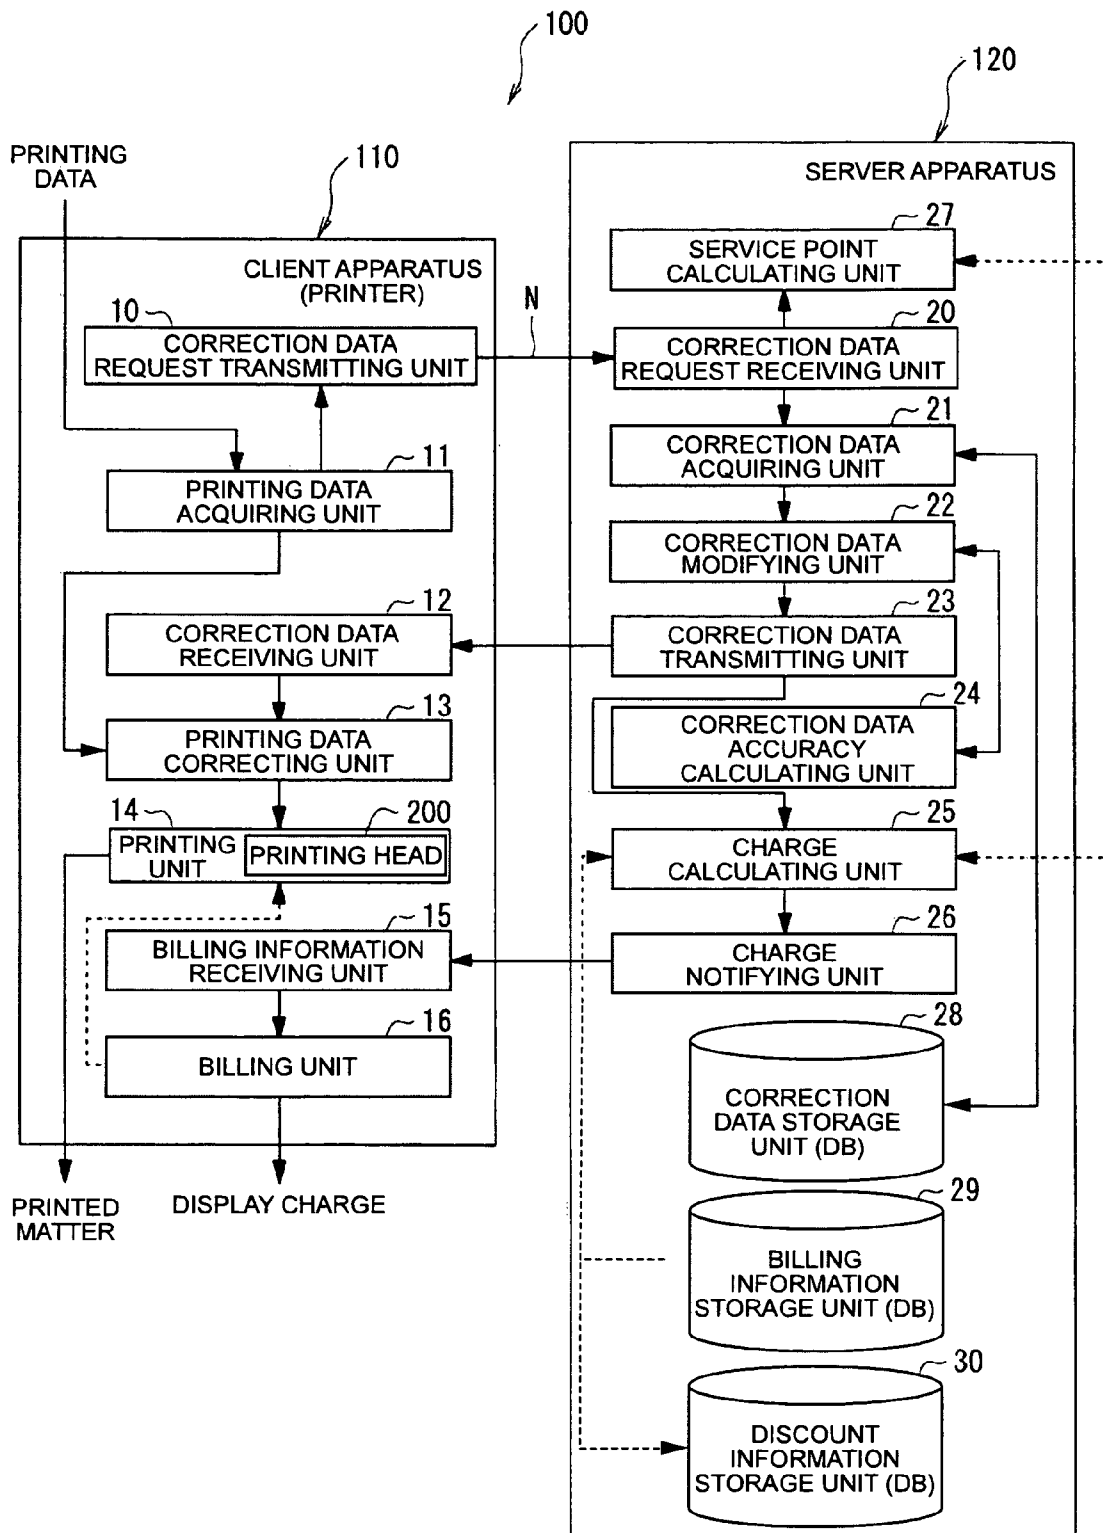 100
120
PRINTING
DATA
110
SERVER APPARATUS
27
SERVICE POINT
CALCULATING UNIT
CLIENT APPARATUS
(PRINTER)
10
CORRECTION DATA
REQUEST TRANSMITTING UNIT
N
20
CORRECTION DATA
REQUEST RECEIVING UNIT
11
PRINTING DATA
ACQUIRING UNIT
21
CORRECTION DATA
ACQUIRING UNIT
22
CORRECTION DATA
MODIFYING UNIT
12
CORRECTION DATA
RECEIVING UNIT
23
CORRECTION DATA
TRANSMITTING UNIT
13
PRINTING DATA
CORRECTING UNIT
24
CORRECTION DATA
ACCURACY
CALCULATING UNIT
14
PRINTING
UNIT
200
PRINTING HEAD
25
CHARGE
CALCULATING UNIT
15
BILLING INFORMATION
RECEIVING UNIT
26
CHARGE
NOTIFYING UNIT
16
BILLING UNIT
28
CORRECTION
DATA STORAGE
UNIT (DB)
PRINTED
MATTER
DISPLAY CHARGE
29
BILLING
INFORMATION
STORAGE UNIT (DB)
30
DISCOUNT
INFORMATION
STORAGE UNIT (DB)